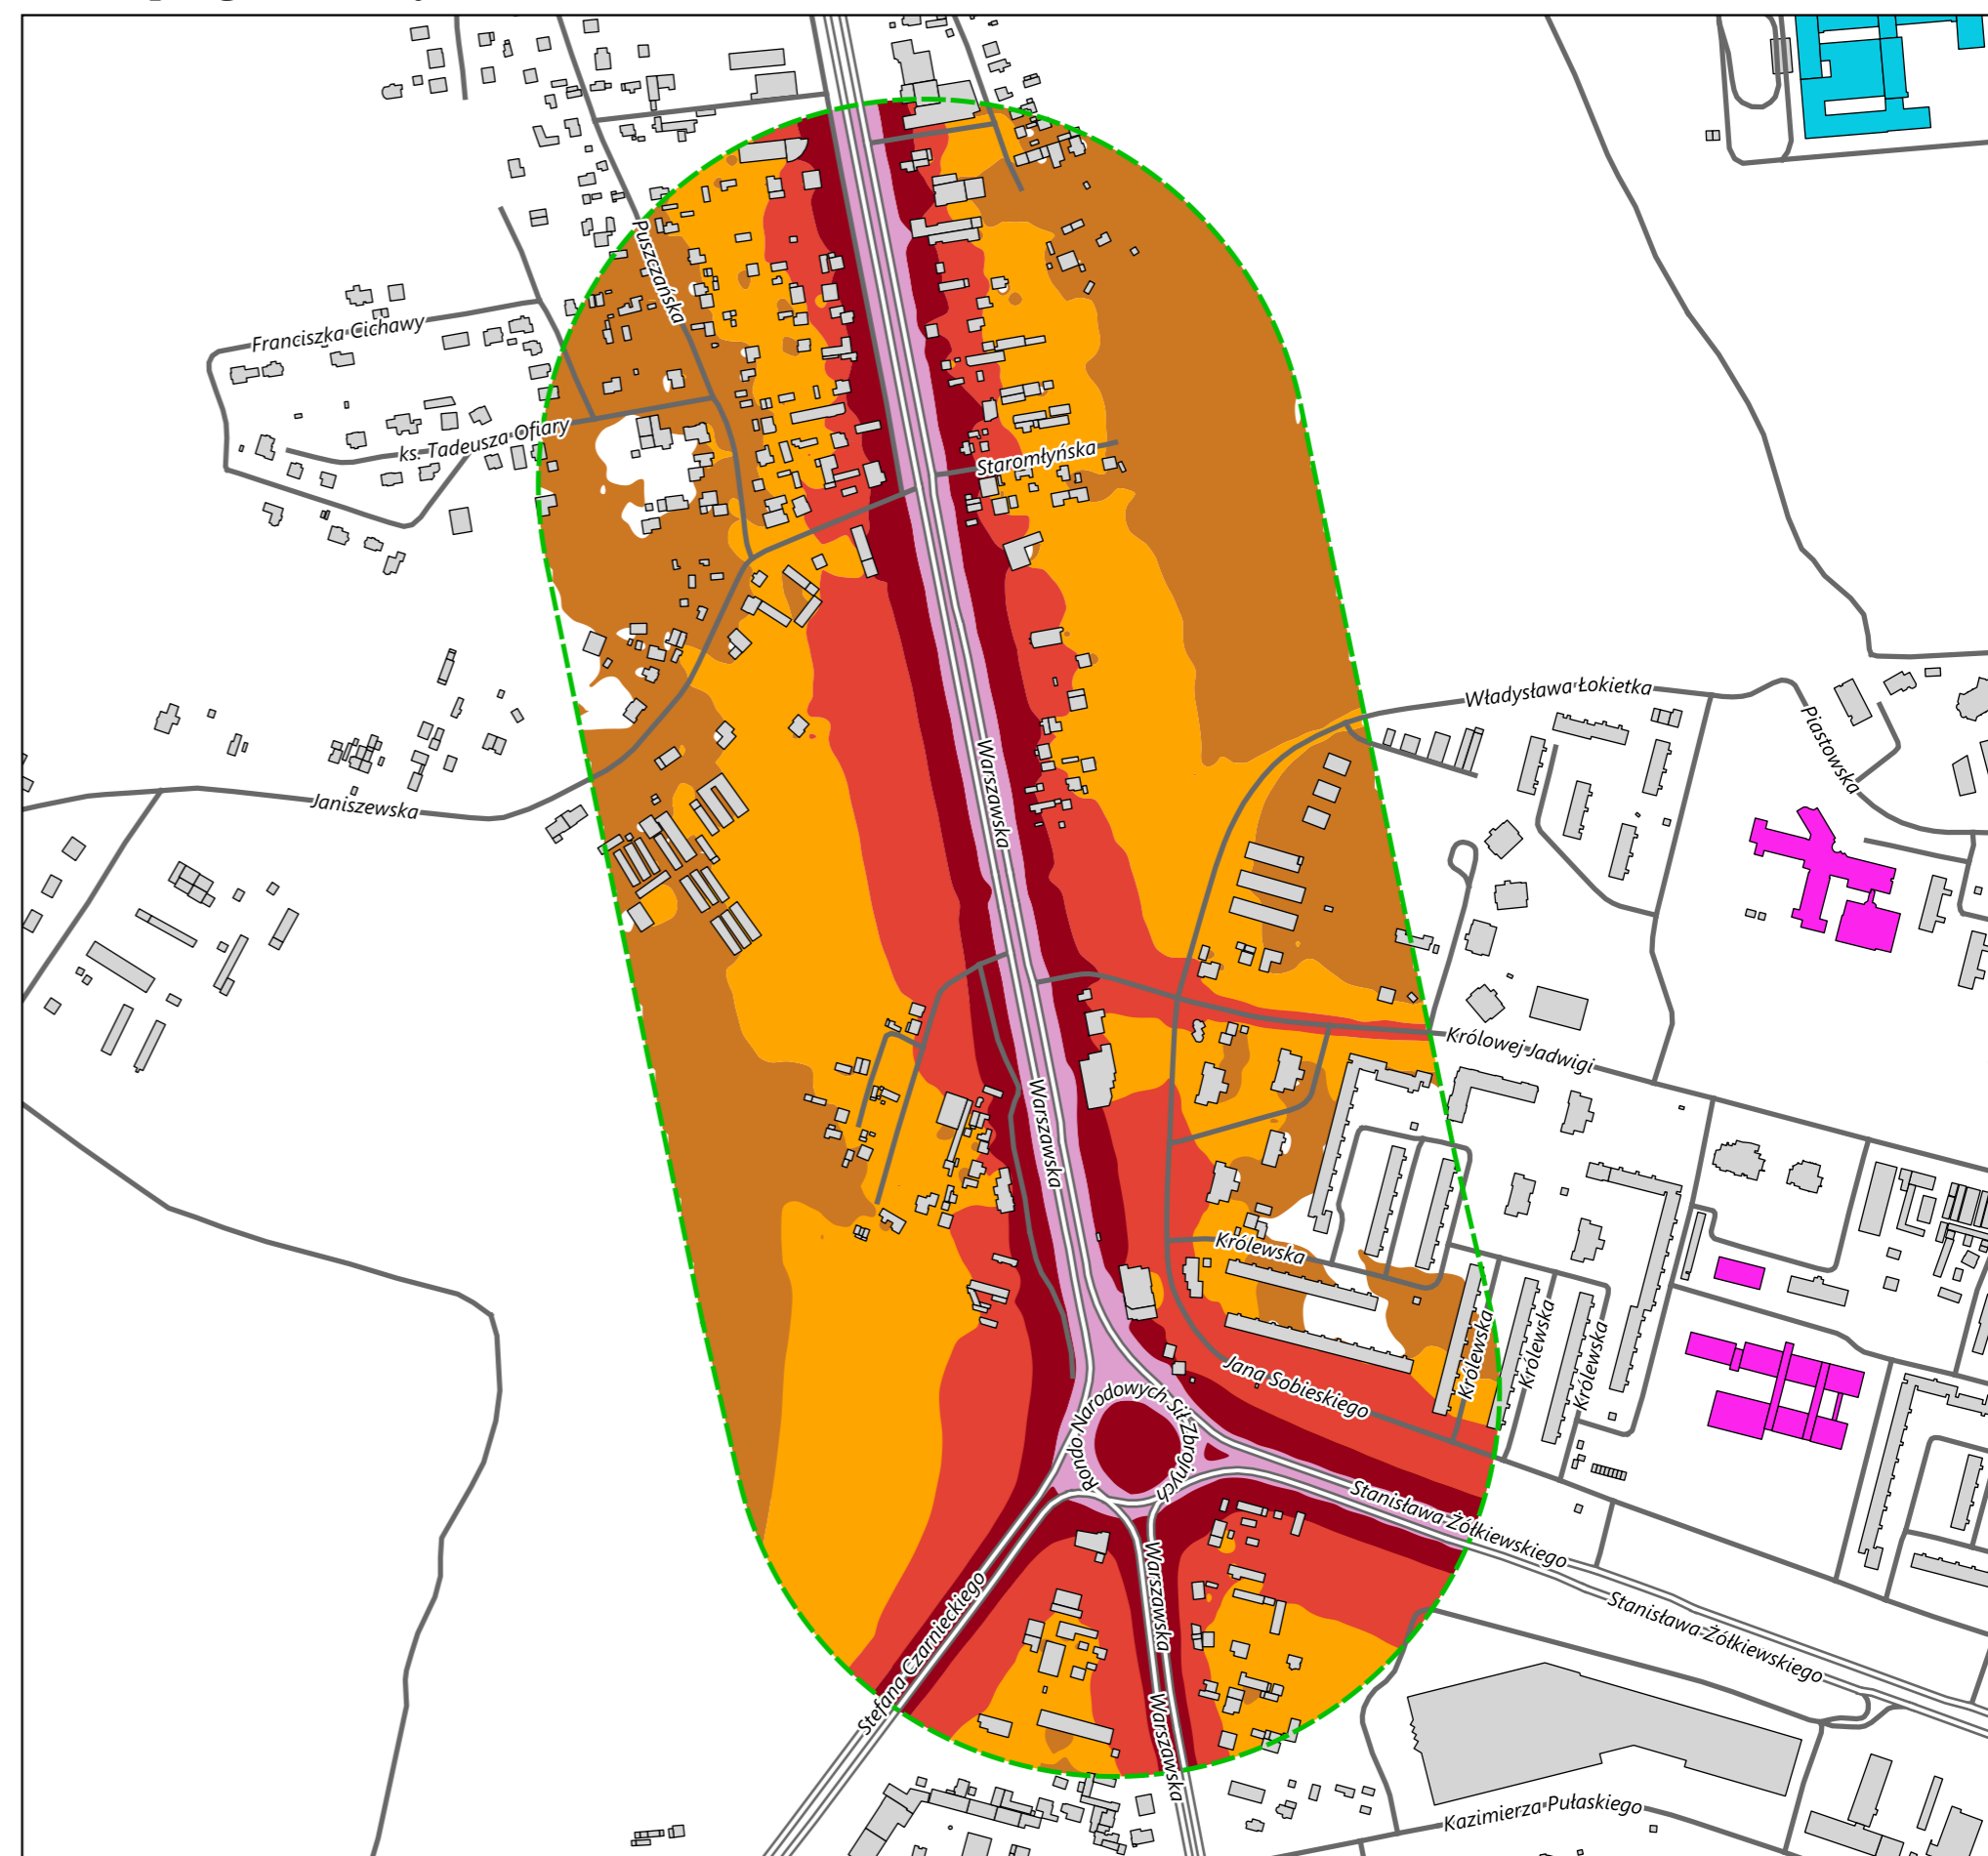 Puszczańska
Franciszka Cichawy
ks. Tadeusza Ofiary
Staromłyńska
Władysława Łokietka
Piastowska
Warszawska
Janiszewska
Królowej Jadwigi
Warszawska
Królewska
Królewska
Królewska
Królewska
Jana Sobieskiego
Rondo Narodowych Sił Zbrojnych
Stanisława Żółkiewskiego
Warszawska
Stefana Czarnieckiego
Stanisława Żółkiewskiego
Warszawska
Kazimierza Pułaskiego